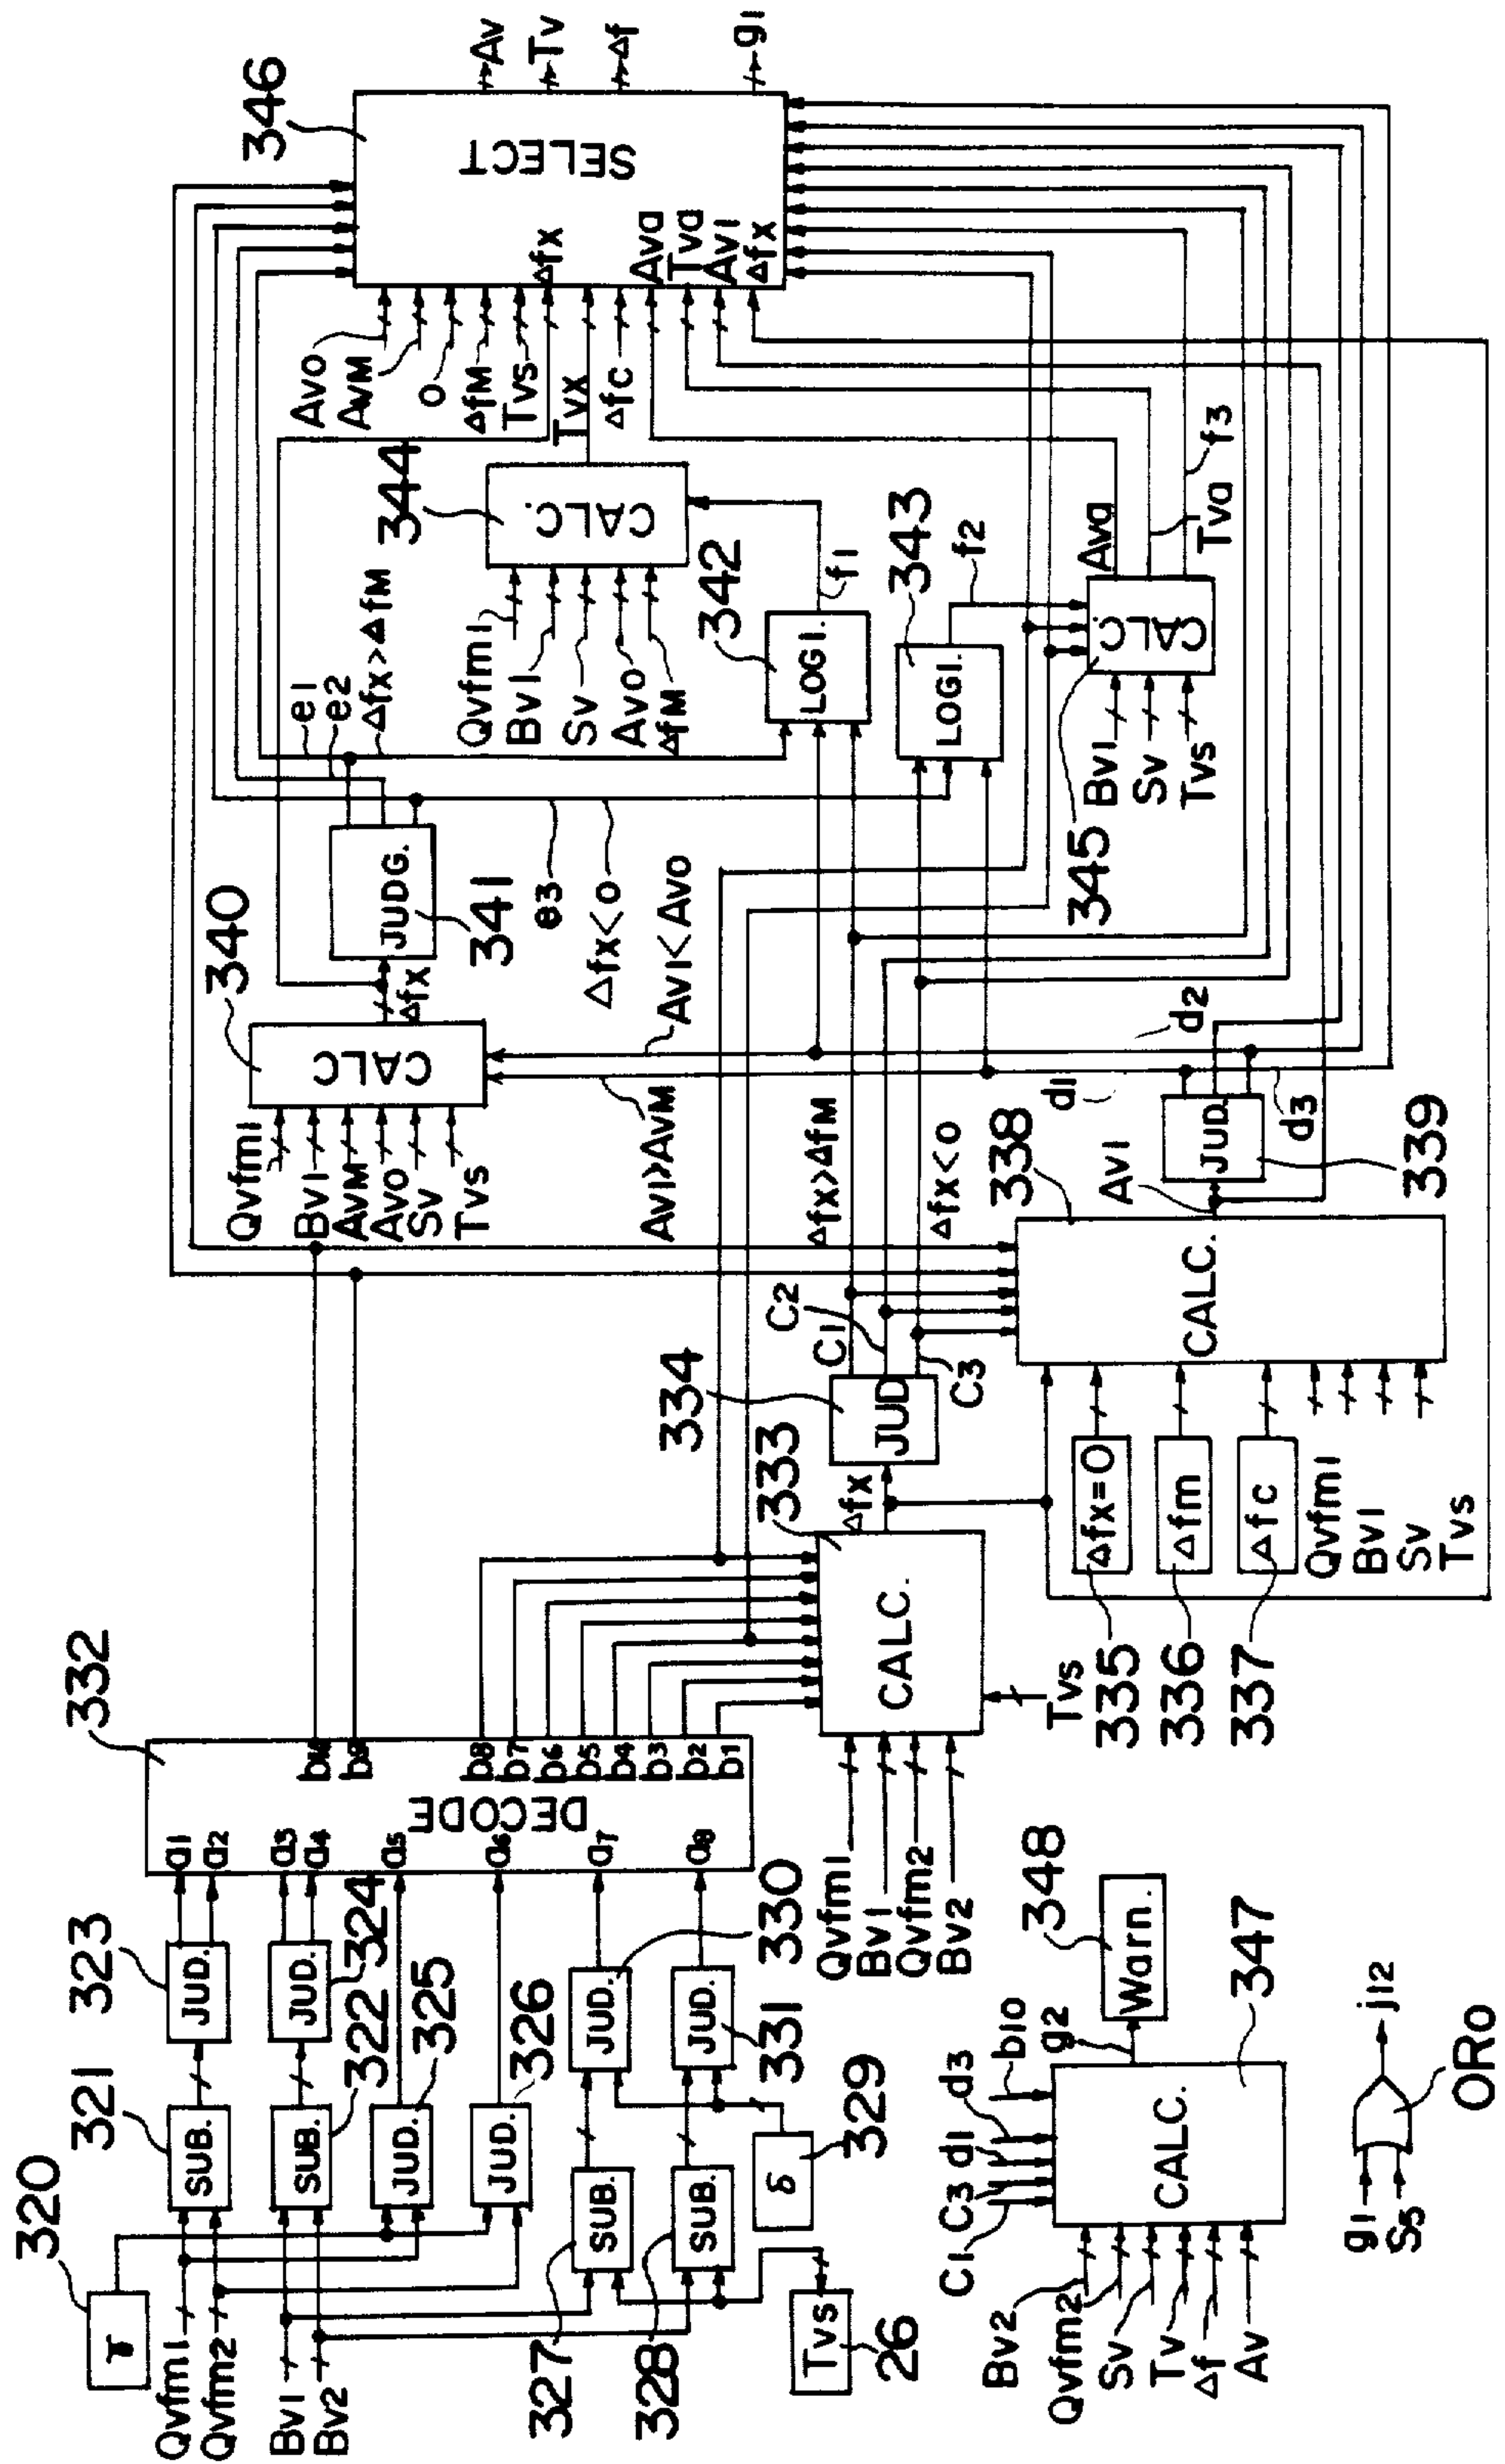 320
γ
Qvfm1
Qvfm2
Bv1
Bv2
321
SUB.
SUB.
322
323
JUD.
JUD.
324
JUD.
325
JUD.
326
327
SUB.
SUB.
328
δ
329
JUD.
330
JUD.
331
Tvs
26
332
DECODE
a1
a2
a3
a4
a5
a6
a7
a8
b9
b8
b7
b6
b5
b4
b3
b2
b1
333
CALC.
Qvfm1
Bv1
Qvfm2
Bv2
Tvs
Δfx
334
JUD
C1
C2
C3
Δfx>ΔfM
Δfx<0
335
Δfx=0
336
Δfm
337
Δfc
Qvfm1
Bv1
Sv
Tvs
338
CALC.
Av1
JUD.
339
d1
d2
d3
340
CALC
Qvfm1
Bv1
AvM
Avo
Sv
Tvs
Av1>AvM
Av1<Avo
Δfx
JUDG.
341
e1
e2
Δfx>ΔfM
e3
Δfx<0
342
LOGI.
f1
343
LOGI.
f2
344
CALC.
Qvfm1
Bv1
Sv
Avo
ΔfM
Tvx
345
CALC
Bv1
Sv
Tvs
Ava
Tva
f3
346
SELECT
Avo
AvM
0
ΔfM
Tvs
Δfx
Δfc
Ava
Tva
Av1
Δfx
Av
Tv
Δf
g1
347
CALC.
C1
C3
d1
d3
b10
Bv2
Qvfm2
Sv
Tv
Δf
Av
g2
348
Warn.
g1
S5
j12
ORo